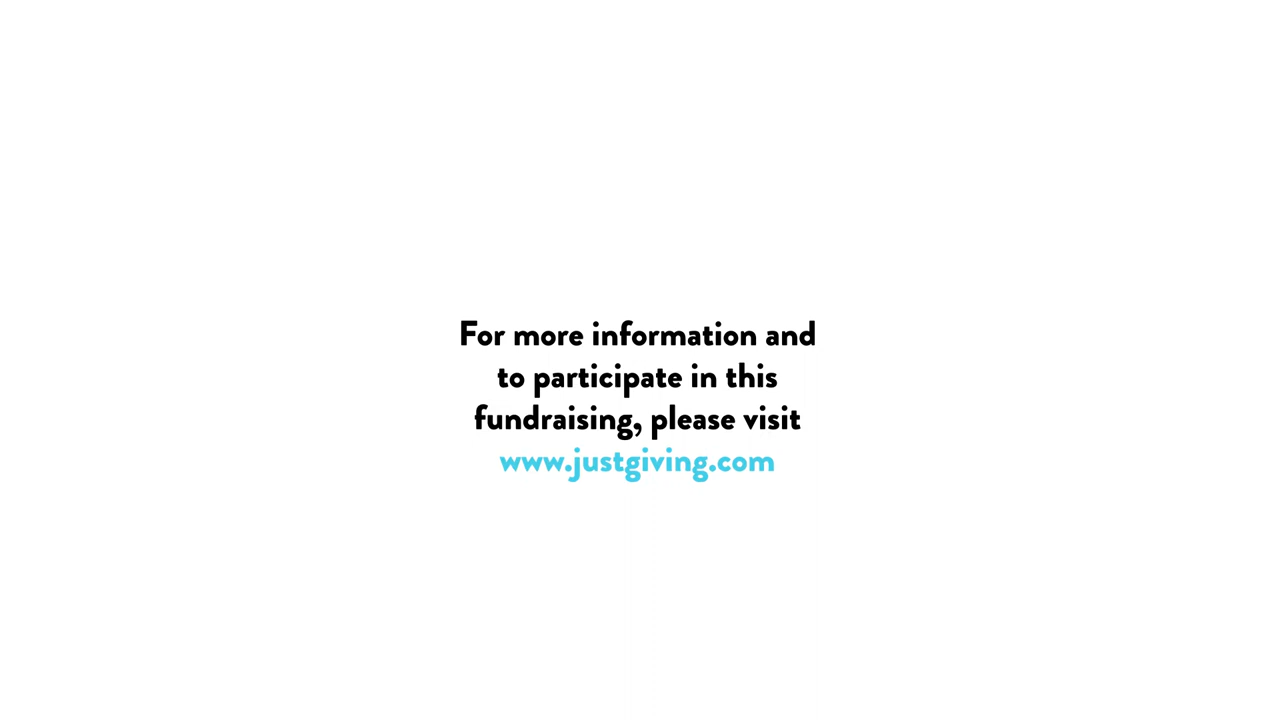 For more information and
to participate in this
fundraising, please visit
www.justgiving.com